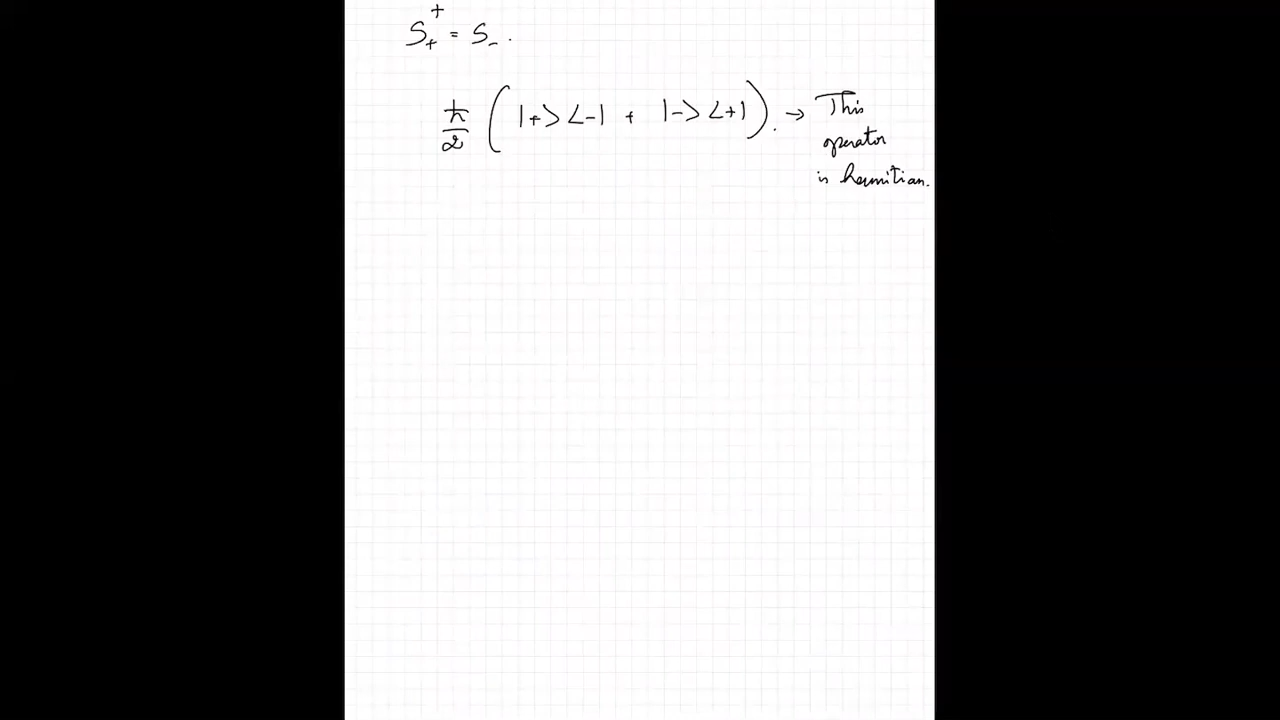 S₊⁺ = S₋.
ℏ/2 ( |+> <-| + |-> <+| ). → This
operator
is hermitian.